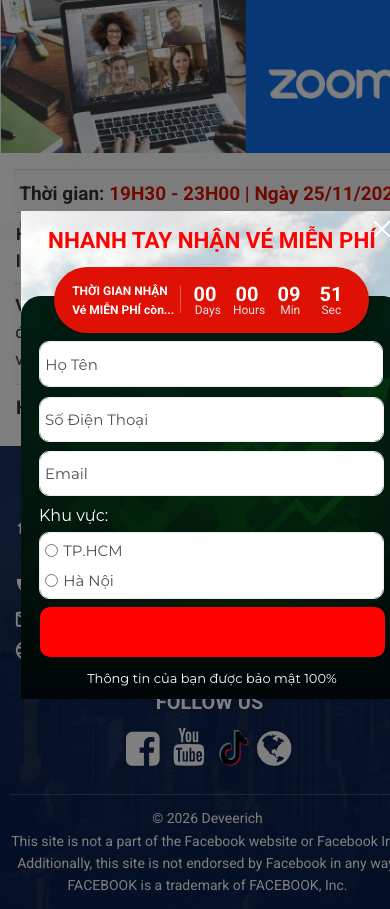 zoom
Thời gian: 19H30 - 23H00 | Ngày 25/11/202
NHANH TAY NHẬN VÉ MIỄN PHÍ
THỜI GIAN NHẬN
Vé MIỄN PHÍ còn...
00 00 09 51
Days Hours Min Sec
Họ Tên
Số Điện Thoại
Email
Khu vực:
TP.HCM
Hà Nội
Thông tin của bạn được bảo mật 100%
FOLLOW US
You
Tube
© 2026 Deveerich
This site is not a part of the Facebook website or Facebook
Additionally, this site is not endorsed by Facebook in any way
FACEBOOK is a trademark of FACEBOOK, Inc.